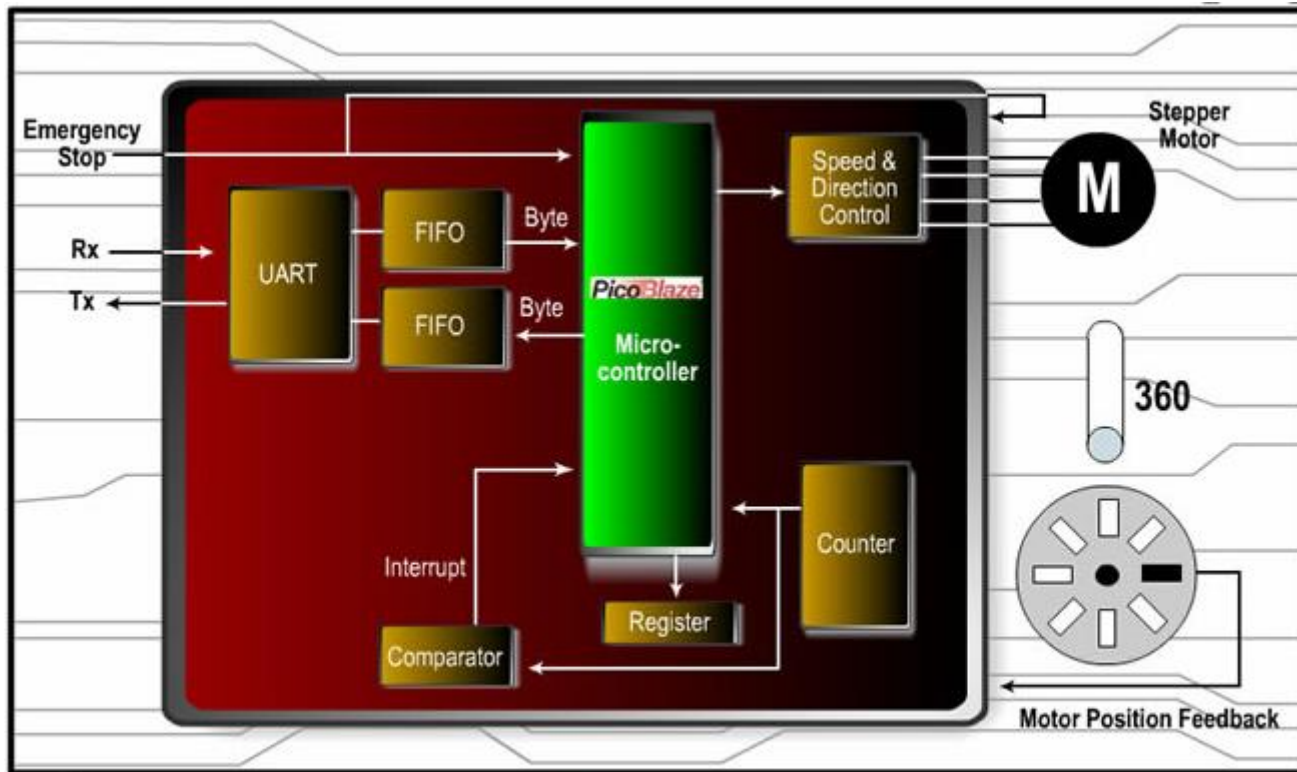 Emergency
Stop
Stepper
Motor
Speed &
Direction
Control
M
Rx
Tx
UART
FIFO
Byte
FIFO
Byte
PicoBlaze
Micro-
controller
360
Interrupt
Counter
Register
Comparator
Motor Position Feedback